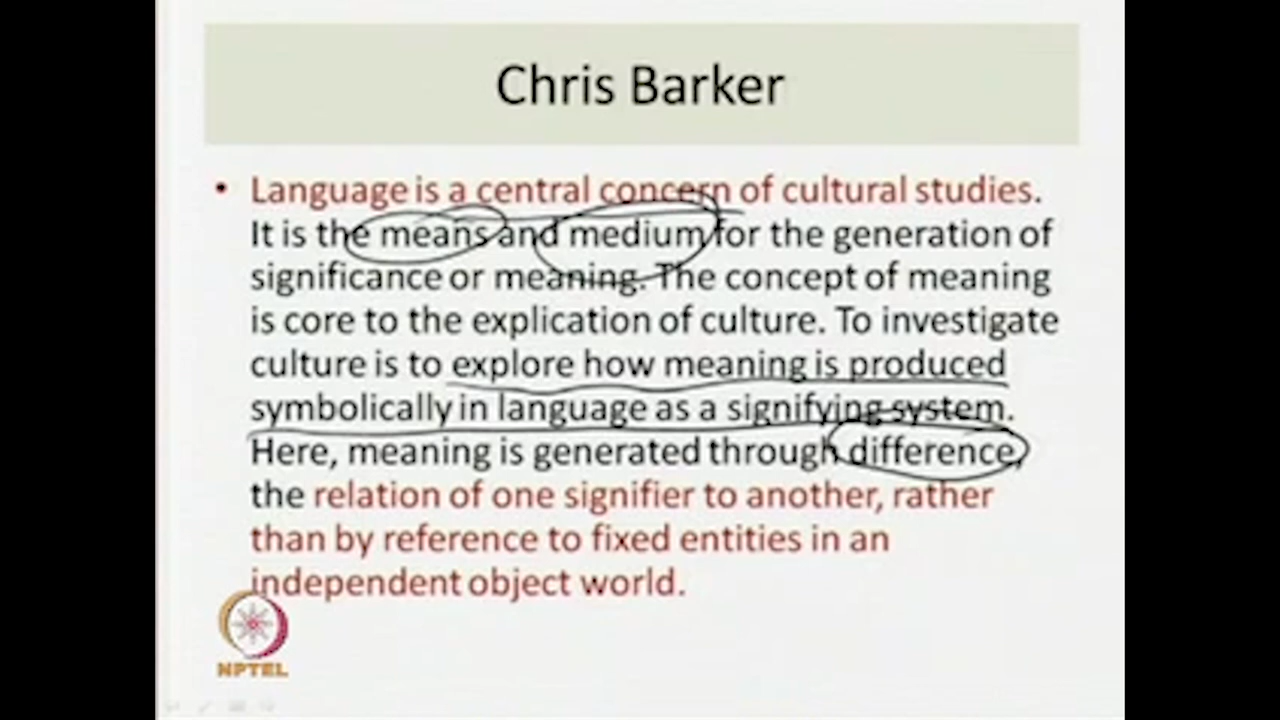 Chris Barker
• Language is a central concern of cultural studies.
It is the means and medium for the generation of
significance or meaning. The concept of meaning
is core to the explication of culture. To investigate
culture is to explore how meaning is produced
symbolically in language as a signifying system.
Here, meaning is generated through difference,
the relation of one signifier to another, rather
than by reference to fixed entities in an
independent object world.
NPTEL